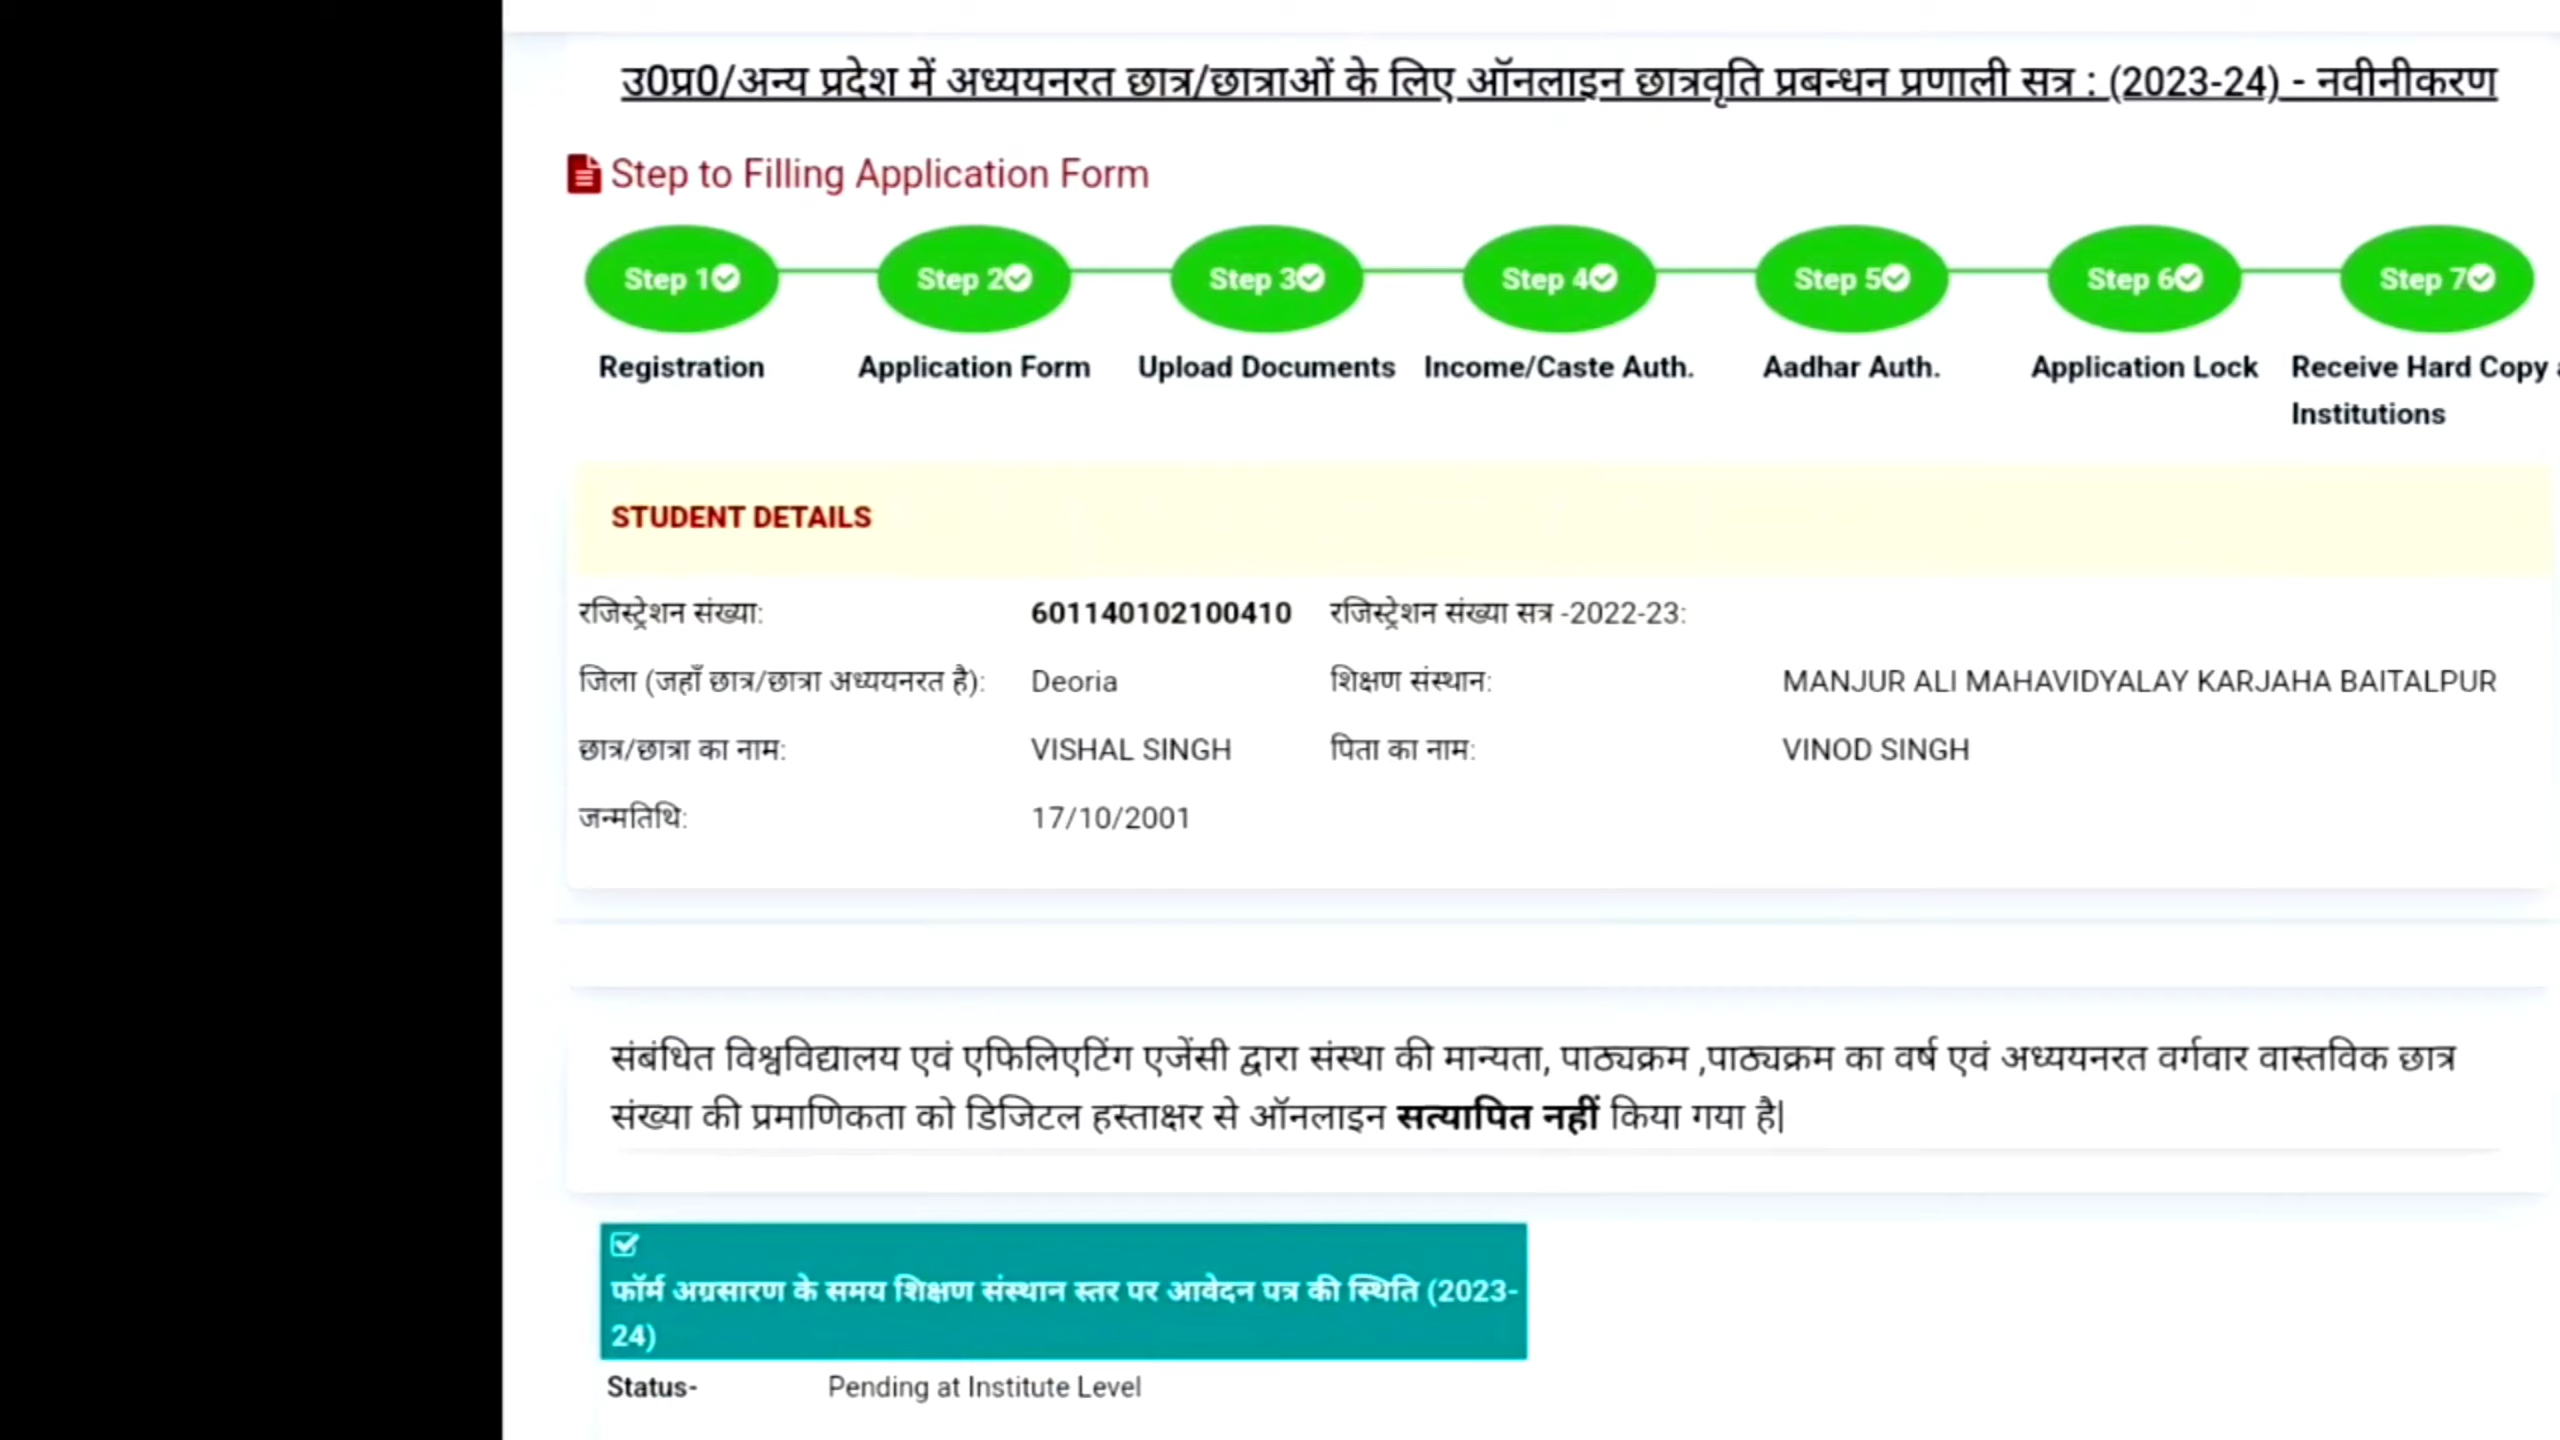 उ0प्र0/अन्य प्रदेश में अध्ययनरत छात्र/छात्राओं के लिए ऑनलाइन छात्रवृति प्रबन्धन प्रणाली सत्र : (2023-24) - नवीनीकरण
Step to Filling Application Form
Step 1 Step 2 Step 3 Step 4 Step 5 Step 6 Step 7
Registration Application Form Upload Documents Income/Caste Auth. Aadhar Auth. Application Lock Receive Hard Copy
Institutions
STUDENT DETAILS
रजिस्ट्रेशन संख्या: 601140102100410 रजिस्ट्रेशन संख्या सत्र -2022-23:
जिला (जहाँ छात्र/छात्रा अध्ययनरत है): Deoria शिक्षण संस्थान: MANJUR ALI MAHAVIDYALAY KARJAHA BAITALPUR
छात्र/छात्रा का नाम: VISHAL SINGH पिता का नाम: VINOD SINGH
जन्मतिथि: 17/10/2001
संबंधित विश्वविद्यालय एवं एफिलिएटिंग एजेंसी द्वारा संस्था की मान्यता, पाठ्यक्रम ,पाठ्यक्रम का वर्ष एवं अध्ययनरत वर्गवार वास्तविक छात्र
संख्या की प्रमाणिकता को डिजिटल हस्ताक्षर से ऑनलाइन सत्यापित नहीं किया गया है|
फॉर्म अग्रसारण के समय शिक्षण संस्थान स्तर पर आवेदन पत्र की स्थिति (2023-
24)
Status- Pending at Institute Level